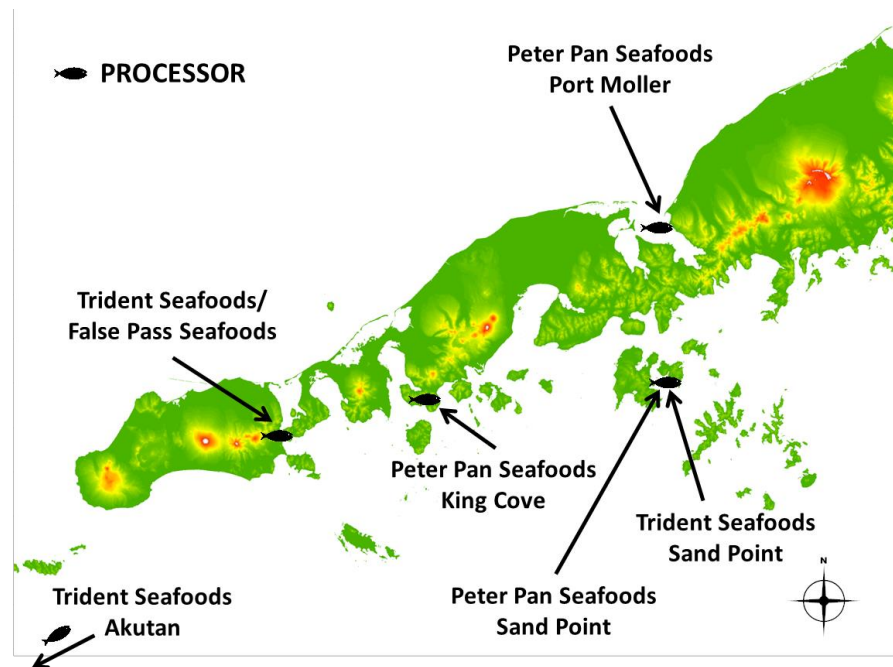 PROCESSOR
Peter Pan Seafoods
Port Moller
Trident Seafoods/
False Pass Seafoods
Peter Pan Seafoods
King Cove
Trident Seafoods
Sand Point
Peter Pan Seafoods
Sand Point
Trident Seafoods
Akutan
N